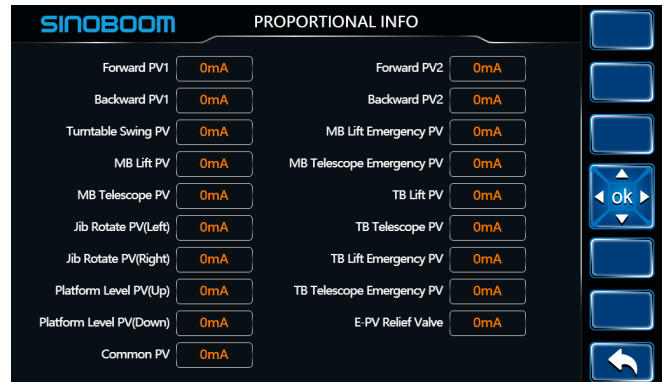 SINOBOOM PROPORTIONAL INFO
Forward PV1 0mA Forward PV2 0mA
Backward PV1 0mA Backward PV2 0mA
Turntable Swing PV 0mA MB Lift Emergency PV 0mA
MB Lift PV 0mA MB Telescope Emergency PV 0mA
MB Telescope PV 0mA TB Lift PV 0mA
ok
Jib Rotate PV(Left) 0mA TB Telescope PV 0mA
Jib Rotate PV(Right) 0mA TB Lift Emergency PV 0mA
Platform Level PV(Up) 0mA TB Telescope Emergency PV 0mA
Platform Level PV(Down) 0mA E-PV Relief Valve 0mA
Common PV 0mA